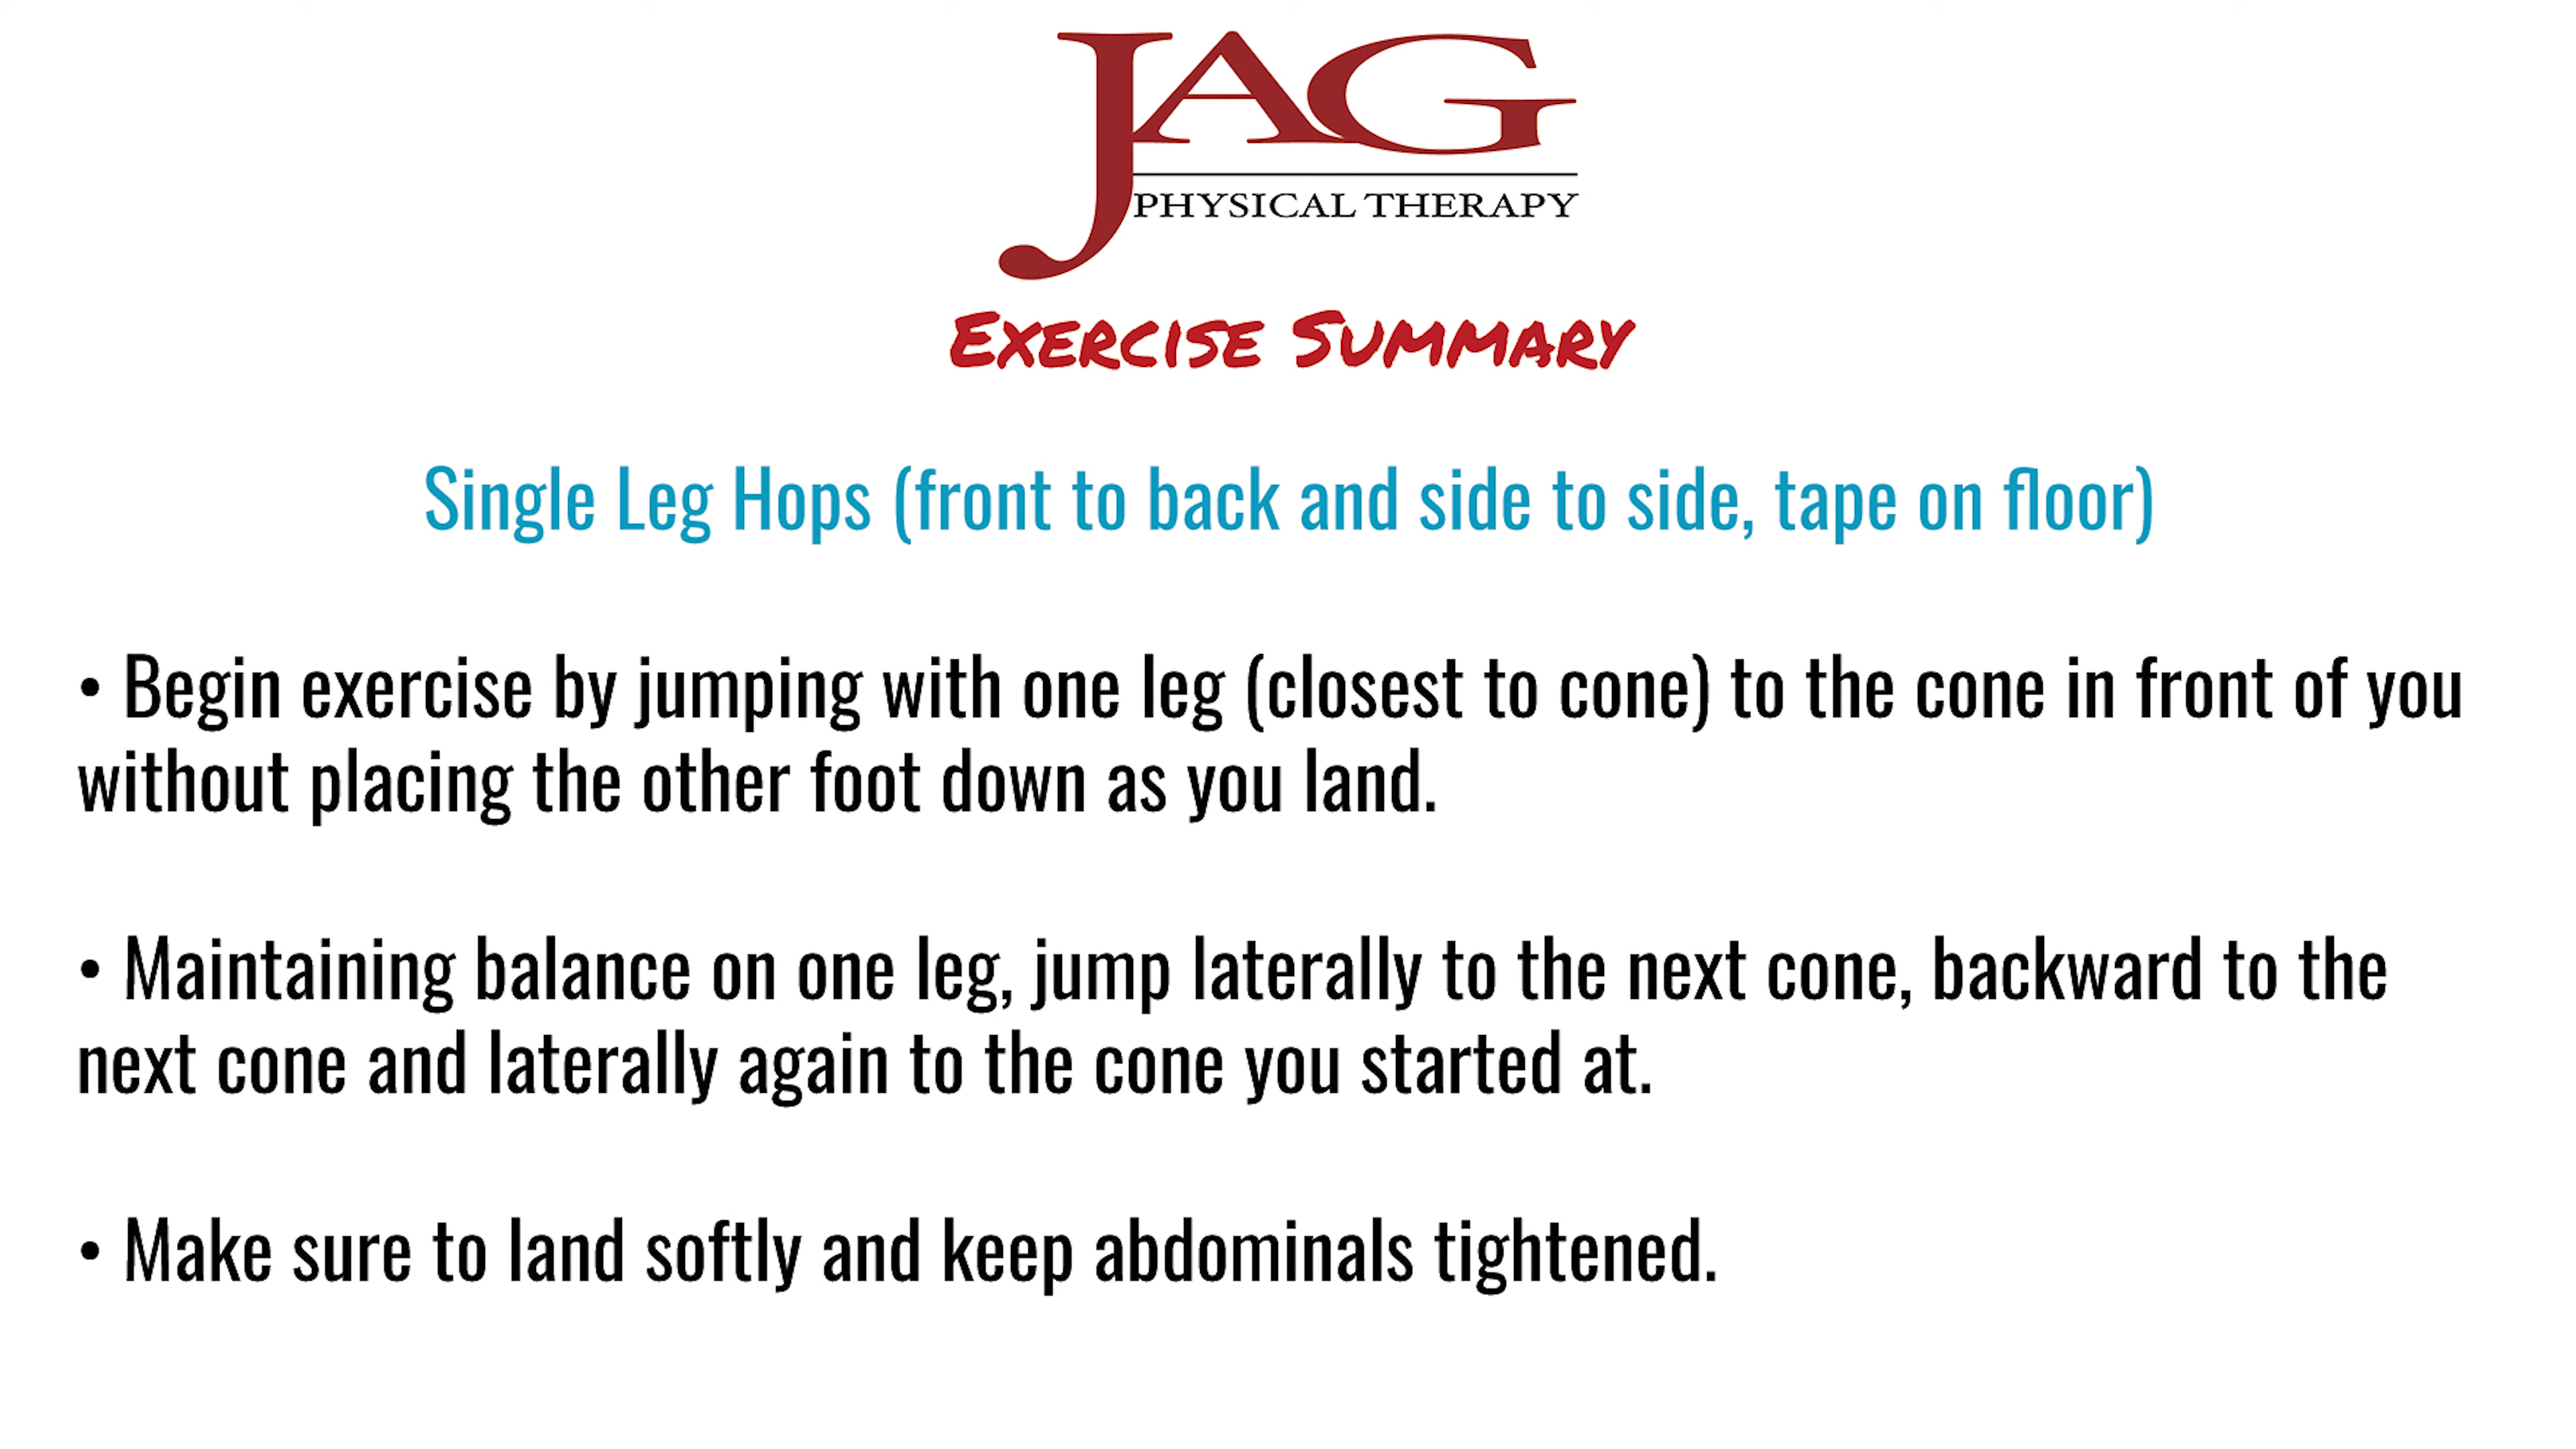 JAG
PHYSICAL THERAPY
EXERCISE SUMMARY
Single Leg Hops (front to back and side to side, tape on floor)
• Begin exercise by jumping with one leg (closest to cone) to the cone in front of you
without placing the other foot down as you land.
• Maintaining balance on one leg, jump laterally to the next cone, backward to the
next cone and laterally again to the cone you started at.
• Make sure to land softly and keep abdominals tightened.